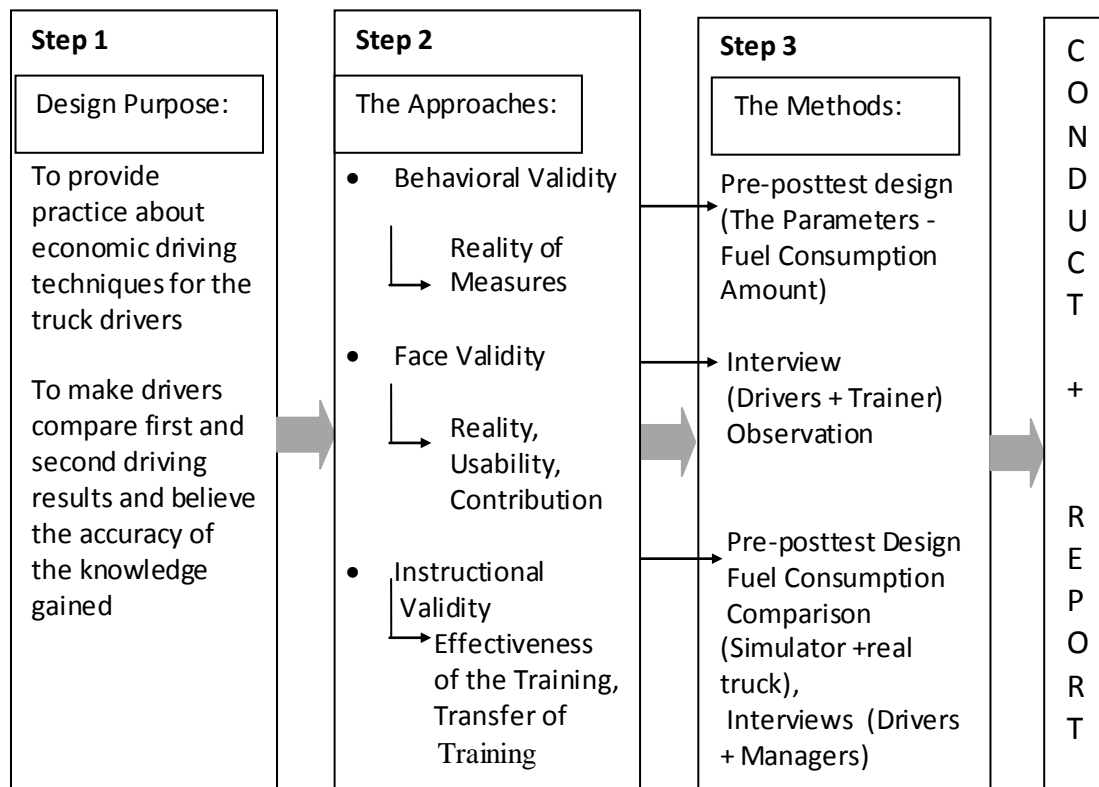 Step 1
Design Purpose:
To provide
practice about
economic driving
techniques for the
truck drivers
To make drivers
compare first and
second driving
results and believe
the accuracy of
the knowledge
gained
Step 2
The Approaches:
• Behavioral Validity
Reality of
Measures
• Face Validity
Reality,
Usability,
Contribution
• Instructional
Validity
Effectiveness
of the Training,
Transfer of
Training
Step 3
The Methods:
Pre-posttest design
(The Parameters -
Fuel Consumption
Amount)
Interview
(Drivers + Trainer)
Observation
Pre-posttest Design
Fuel Consumption
Comparison
(Simulator +real
truck),
Interviews (Drivers
+ Managers)
C
O
N
D
U
C
T
+
R
E
P
O
R
T